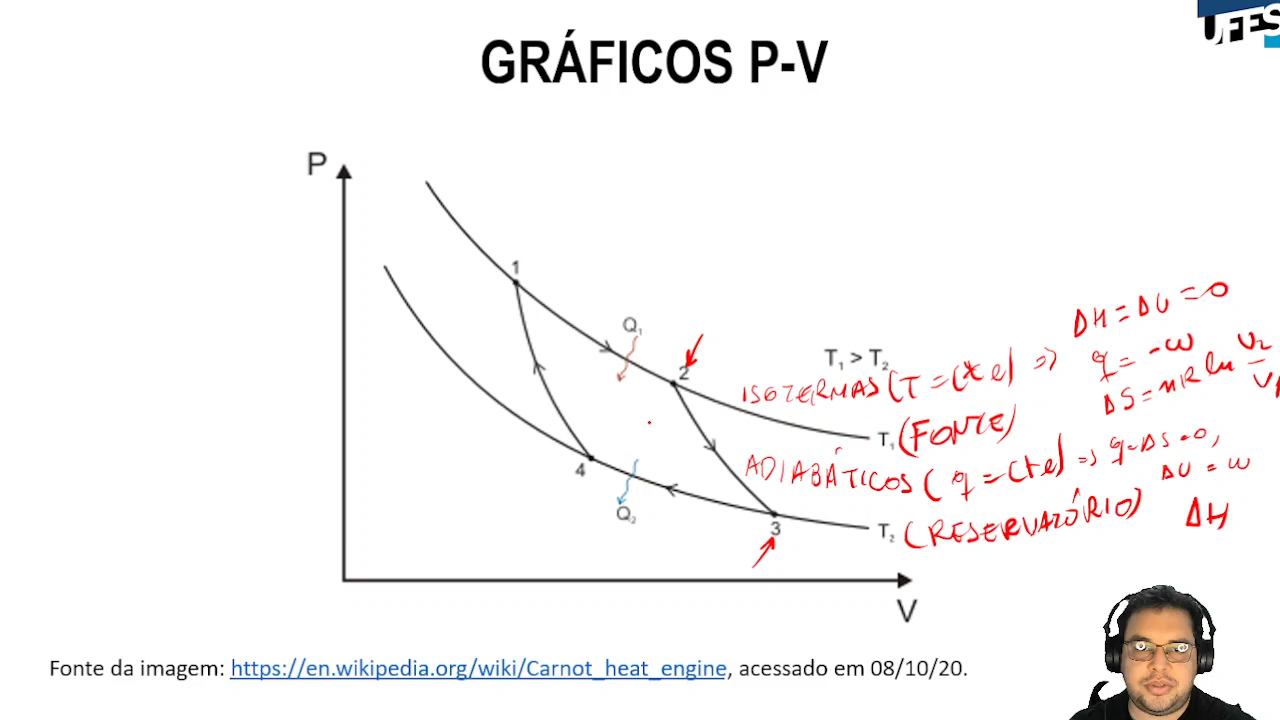 UFES
GRÁFICOS P-V
P
1
Q₁
2
T₁ > T₂
ΔH = ΔU = 0
ISOTERMAS (T = Cte) =>
q = -w
ΔS = nR ln V₂/V₁
T₁ (FONTE)
ADIABÁTICOS (q = Cte) => q = ΔS = 0,
ΔU = w
4
Q₂
3
T₂ (RESERVATÓRIO)
ΔH
V
Fonte da imagem: https://en.wikipedia.org/wiki/Carnot_heat_engine, acessado em 08/10/20.